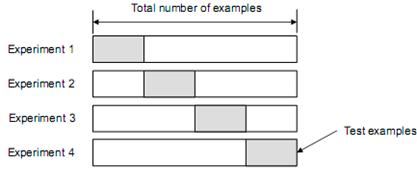 Total number of examples
Experiment 1
Experiment 2
Experiment 3
Test examples
Experiment 4